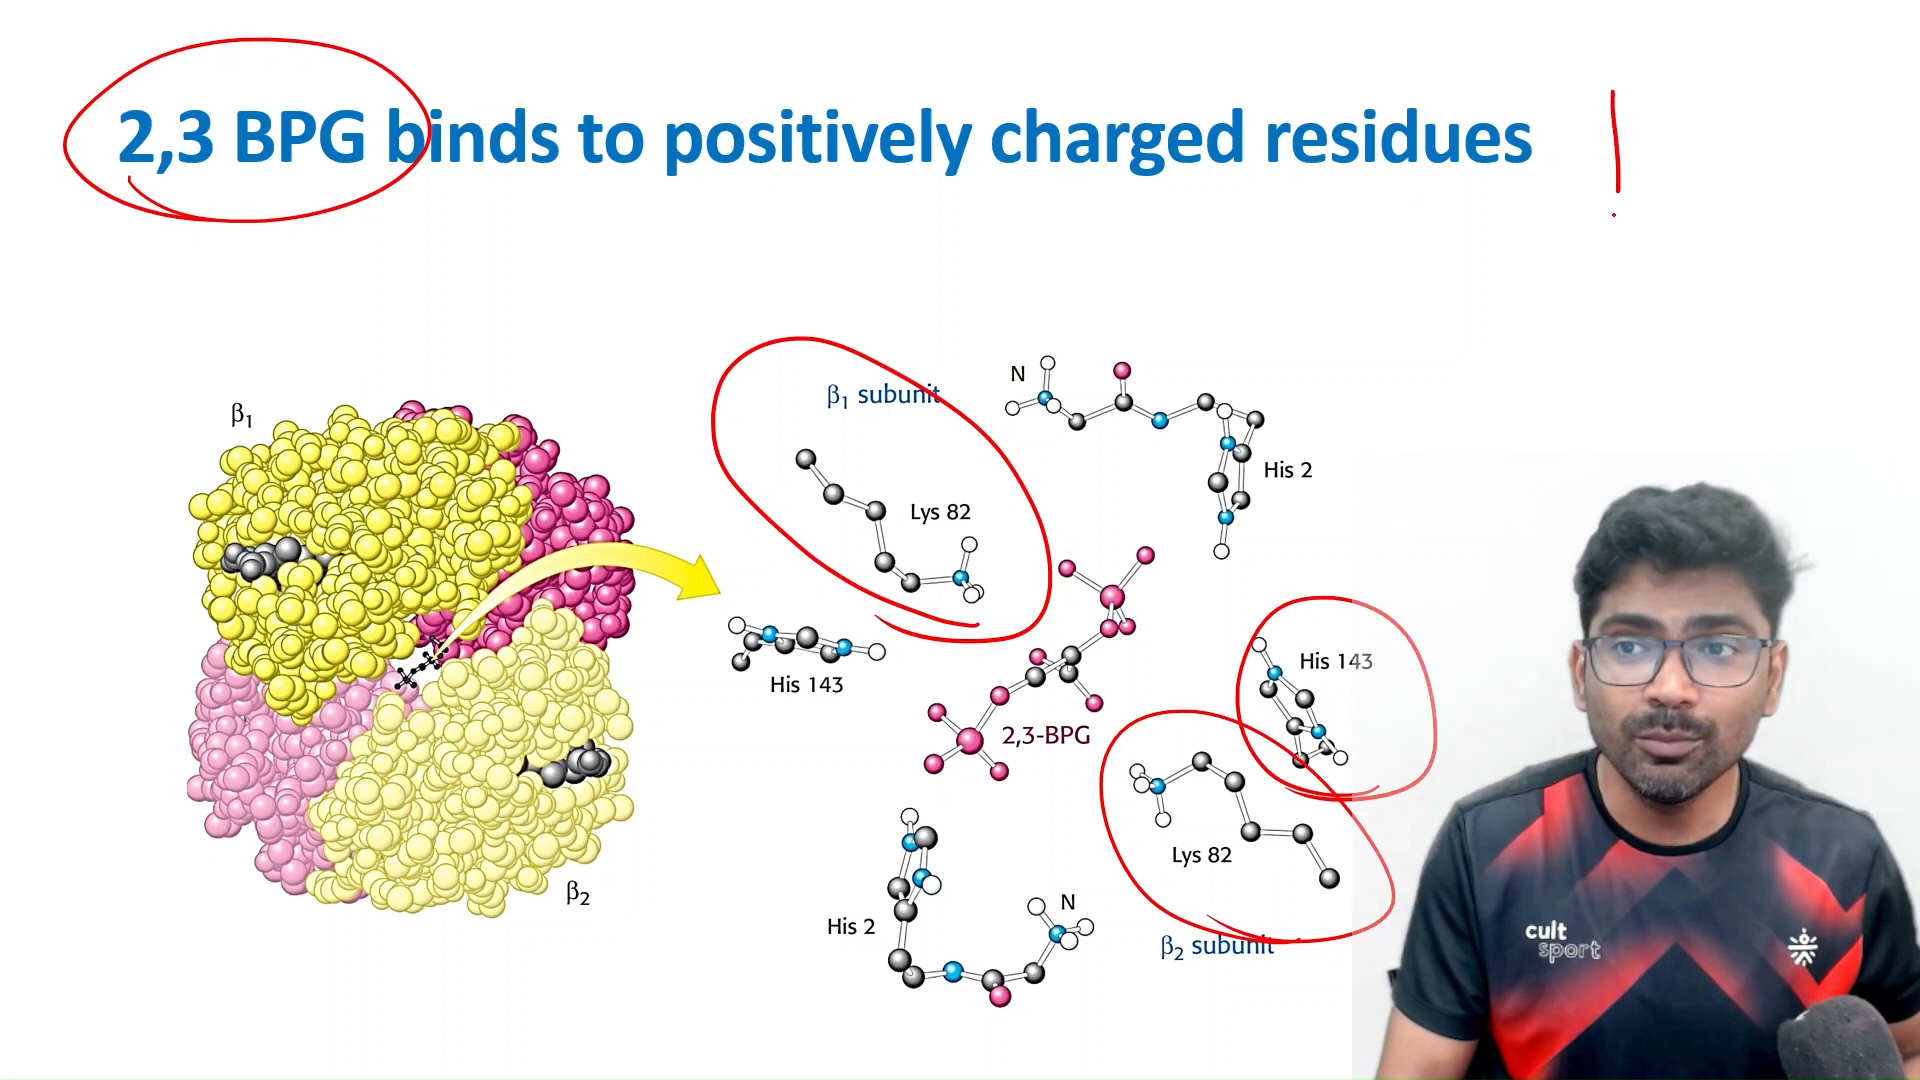 2,3 BPG binds to positively charged residues
β1
β1 subunit
N
His 2
Lys 82
His 143
His 143
2,3-BPG
Lys 82
β2
His 2
N
β2 subunit
cult
sport